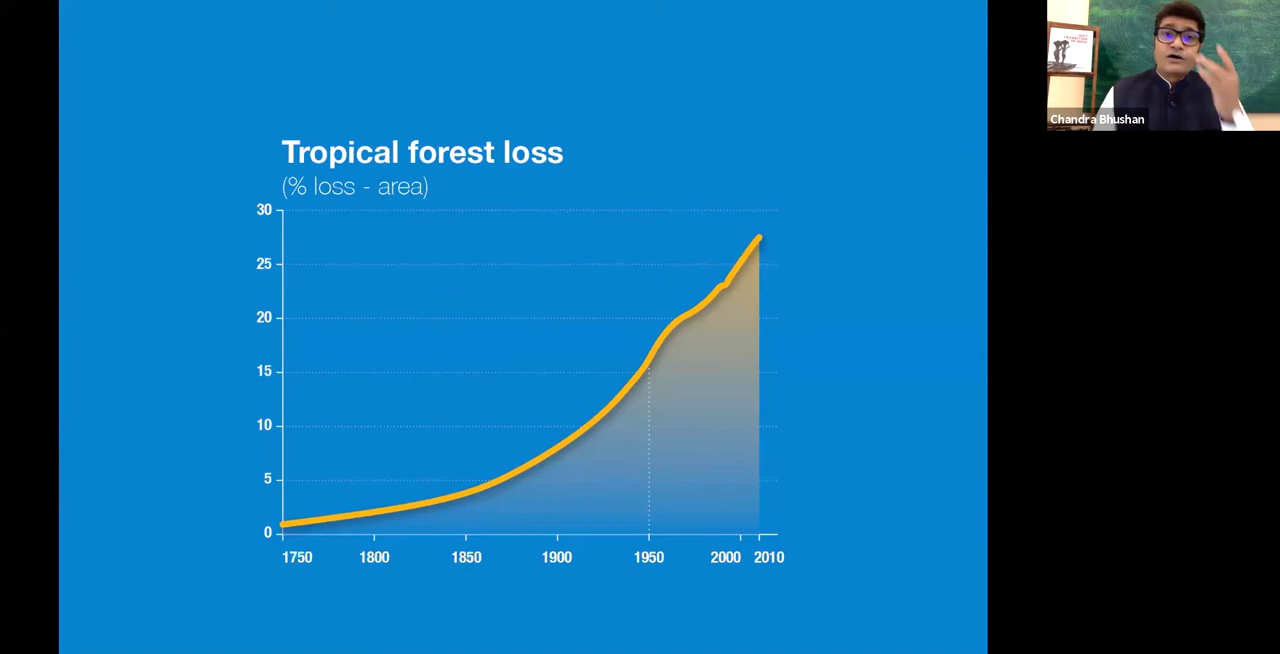 Tropical forest loss
(% loss - area)
30
25
20
15
10
5
0
1750 1800 1850 1900 1950 2000 2010
Chandra Bhushan